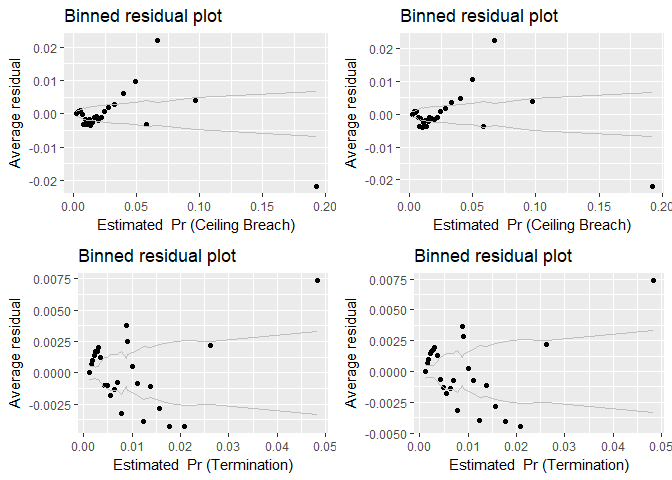 Binned residual plot
0.02
0.01
0.00
-0.01
-0.02
Average residual
0.00 0.05 0.10 0.15 0.20
Estimated Pr (Ceiling Breach)
Binned residual plot
0.02
0.01
0.00
-0.01
-0.02
Average residual
0.00 0.05 0.10 0.15 0.20
Estimated Pr (Ceiling Breach)
Binned residual plot
0.0075
0.0050
0.0025
0.0000
-0.0025
Average residual
0.00 0.01 0.02 0.03 0.04 0.05
Estimated Pr (Termination)
Binned residual plot
0.0075
0.0050
0.0025
0.0000
-0.0025
-0.0050
Average residual
0.00 0.01 0.02 0.03 0.04 0.05
Estimated Pr (Termination)